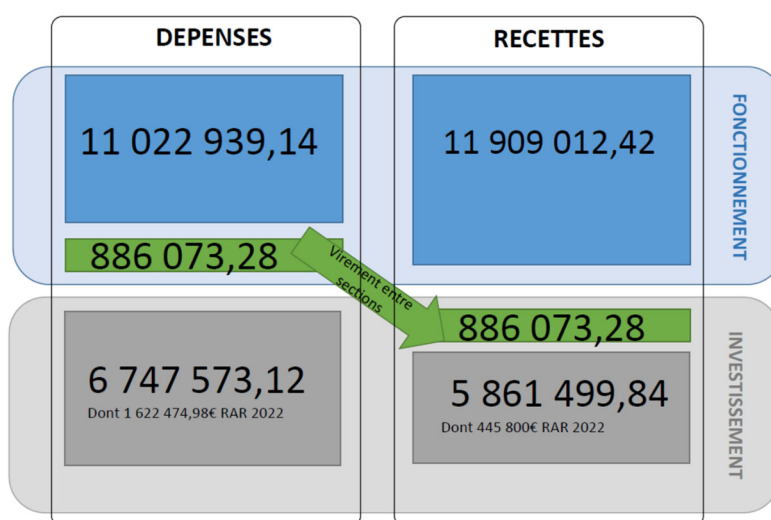 DEPENSES
RECETTES
FONCTIONNEMENT
11 022 939,14
11 909 012,42
886 073,28
Virement entre
sections
886 073,28
INVESTISSEMENT
6 747 573,12
Dont 1 622 474,98€ RAR 2022
5 861 499,84
Dont 445 800€ RAR 2022